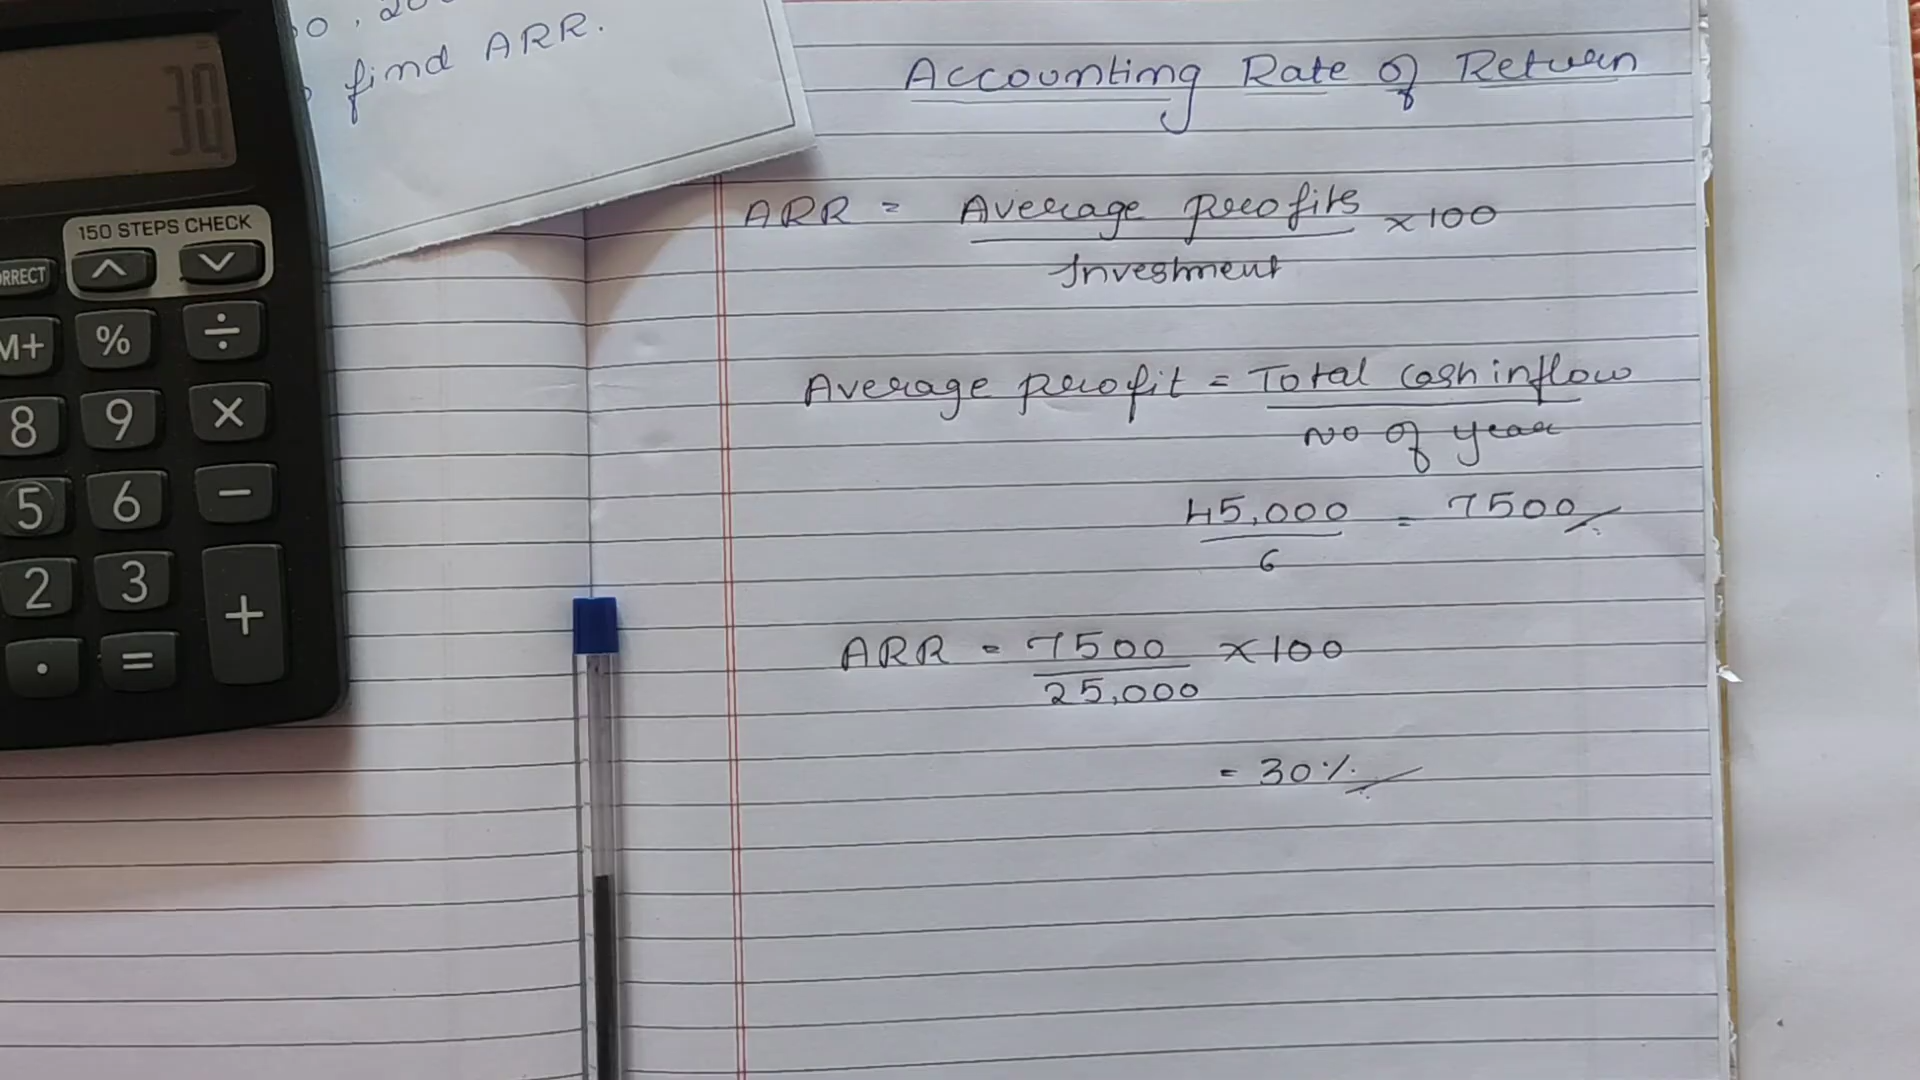 find ARR.
30
150 STEPS CHECK
M+ % ÷
8 9 ×
5 6 −
2 3 +
. =
Accounting Rate of Return
ARR = Average profits × 100
Investment
Average profit = Total cash inflow
no of year
45,000 = 7500
6
ARR = 7500 × 100
25,000
= 30%